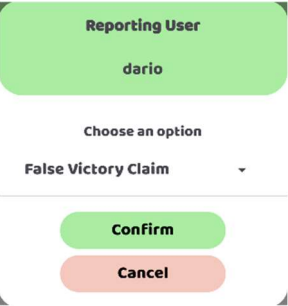 Reporting User
dario
Choose an option
False Victory Claim
Confirm
Cancel